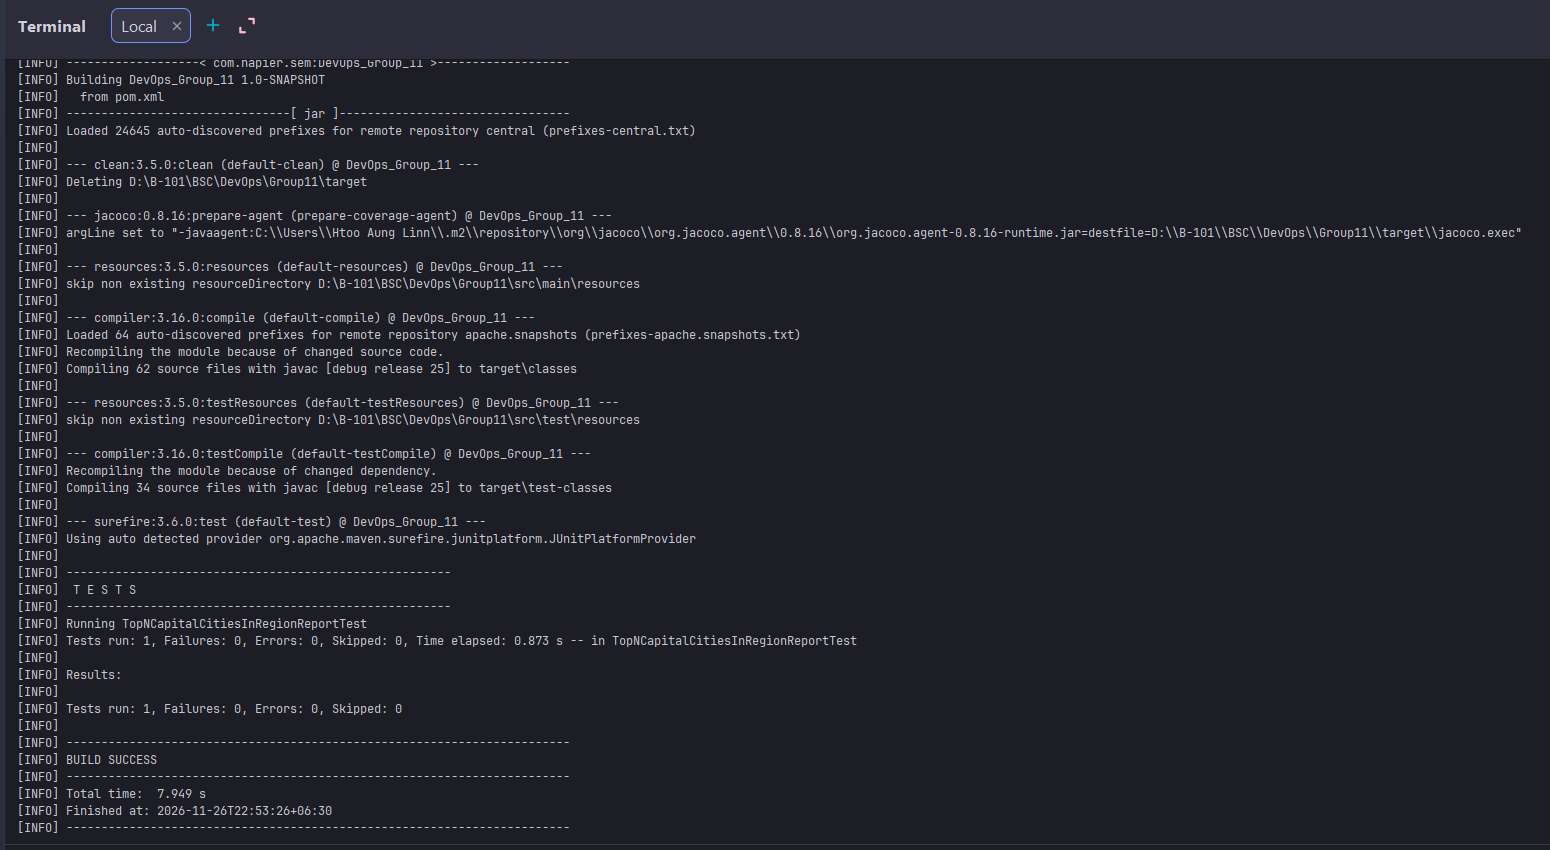 Terminal
Local
[INFO] -------------------< com.napier.sem:DevOps_Group_11 >-------------------
[INFO] Building DevOps_Group_11 1.0-SNAPSHOT
[INFO]   from pom.xml
[INFO] --------------------------------[ jar ]---------------------------------
[INFO] Loaded 24645 auto-discovered prefixes for remote repository central (prefixes-central.txt)
[INFO]
[INFO] --- clean:3.5.0:clean (default-clean) @ DevOps_Group_11 ---
[INFO] Deleting D:\B-101\BSC\DevOps\Group11\target
[INFO]
[INFO] --- jacoco:0.8.16:prepare-agent (prepare-coverage-agent) @ DevOps_Group_11 ---
[INFO] argLine set to "-javaagent:C:\\Users\\Htoo Aung Linn\\.m2\\repository\\org\\jacoco\\org.jacoco.agent\\0.8.16\\org.jacoco.agent-0.8.16-runtime.jar=destfile=D:\\B-101\\BSC\\DevOps\\Group11\\target\\jacoco.exec"
[INFO]
[INFO] --- resources:3.5.0:resources (default-resources) @ DevOps_Group_11 ---
[INFO] skip non existing resourceDirectory D:\B-101\BSC\DevOps\Group11\src\main\resources
[INFO]
[INFO] --- compiler:3.16.0:compile (default-compile) @ DevOps_Group_11 ---
[INFO] Loaded 64 auto-discovered prefixes for remote repository apache.snapshots (prefixes-apache.snapshots.txt)
[INFO] Recompiling the module because of changed source code.
[INFO] Compiling 62 source files with javac [debug release 25] to target\classes
[INFO]
[INFO] --- resources:3.5.0:testResources (default-testResources) @ DevOps_Group_11 ---
[INFO] skip non existing resourceDirectory D:\B-101\BSC\DevOps\Group11\src\test\resources
[INFO]
[INFO] --- compiler:3.16.0:testCompile (default-testCompile) @ DevOps_Group_11 ---
[INFO] Recompiling the module because of changed dependency.
[INFO] Compiling 34 source files with javac [debug release 25] to target\test-classes
[INFO]
[INFO] --- surefire:3.6.0:test (default-test) @ DevOps_Group_11 ---
[INFO] Using auto detected provider org.apache.maven.surefire.junitplatform.JUnitPlatformProvider
[INFO]
[INFO] -------------------------------------------------------
[INFO]  T E S T S
[INFO] -------------------------------------------------------
[INFO] Running TopNCapitalCitiesInRegionReportTest
[INFO] Tests run: 1, Failures: 0, Errors: 0, Skipped: 0, Time elapsed: 0.873 s -- in TopNCapitalCitiesInRegionReportTest
[INFO]
[INFO] Results:
[INFO]
[INFO] Tests run: 1, Failures: 0, Errors: 0, Skipped: 0
[INFO]
[INFO] ------------------------------------------------------------------------
[INFO] BUILD SUCCESS
[INFO] ------------------------------------------------------------------------
[INFO] Total time:  7.949 s
[INFO] Finished at: 2026-11-26T22:53:26+06:30
[INFO] ------------------------------------------------------------------------